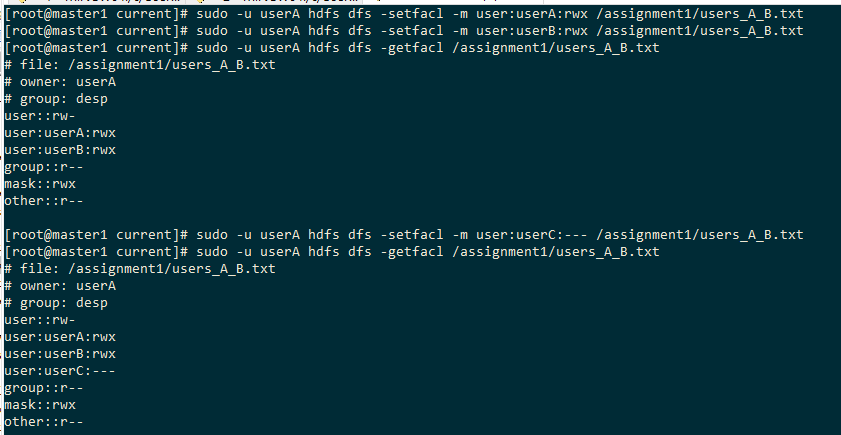 [root@master1 current]# sudo -u userA hdfs dfs -setfacl -m user:userA:rwx /assignment1/users_A_B.txt
[root@master1 current]# sudo -u userA hdfs dfs -setfacl -m user:userB:rwx /assignment1/users_A_B.txt
[root@master1 current]# sudo -u userA hdfs dfs -getfacl /assignment1/users_A_B.txt
# file: /assignment1/users_A_B.txt
# owner: userA
# group: desp
user::rw-
user:userA:rwx
user:userB:rwx
group::r--
mask::rwx
other::r--
[root@master1 current]# sudo -u userA hdfs dfs -setfacl -m user:userC:--- /assignment1/users_A_B.txt
[root@master1 current]# sudo -u userA hdfs dfs -getfacl /assignment1/users_A_B.txt
# file: /assignment1/users_A_B.txt
# owner: userA
# group: desp
user::rw-
user:userA:rwx
user:userB:rwx
user:userC:---
group::r--
mask::rwx
other::r--